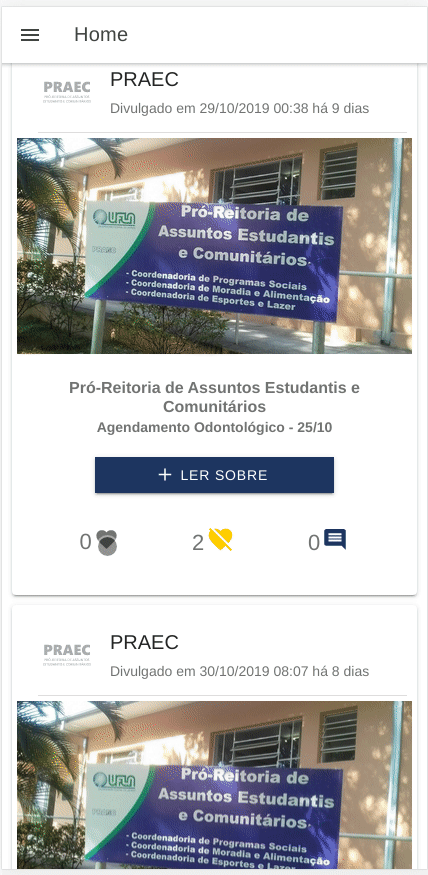 Home
PRAEC
PRAEC
Divulgado em 29/10/2019 00:38 há 9 dias
UFLA
PRAEC
Pró-Reitoria de
Assuntos Estudantis
e Comunitários
- Coordenadoria de Programas Sociais
- Coordenadoria de Moradia e Alimentação
- Coordenadoria de Esportes e Lazer
Pró-Reitoria de Assuntos Estudantis e
Comunitários
Agendamento Odontológico - 25/10
+ LER SOBRE
0 2 0
PRAEC
PRAEC
Divulgado em 30/10/2019 08:07 há 8 dias
UFLA
PRAEC
Pró-Reitoria de
Assuntos Estudantis
e Comunitários
- Coordenadoria de Programas Sociais
- Coordenadoria de Moradia e Alimentação
- Coordenadoria de Esportes e Lazer